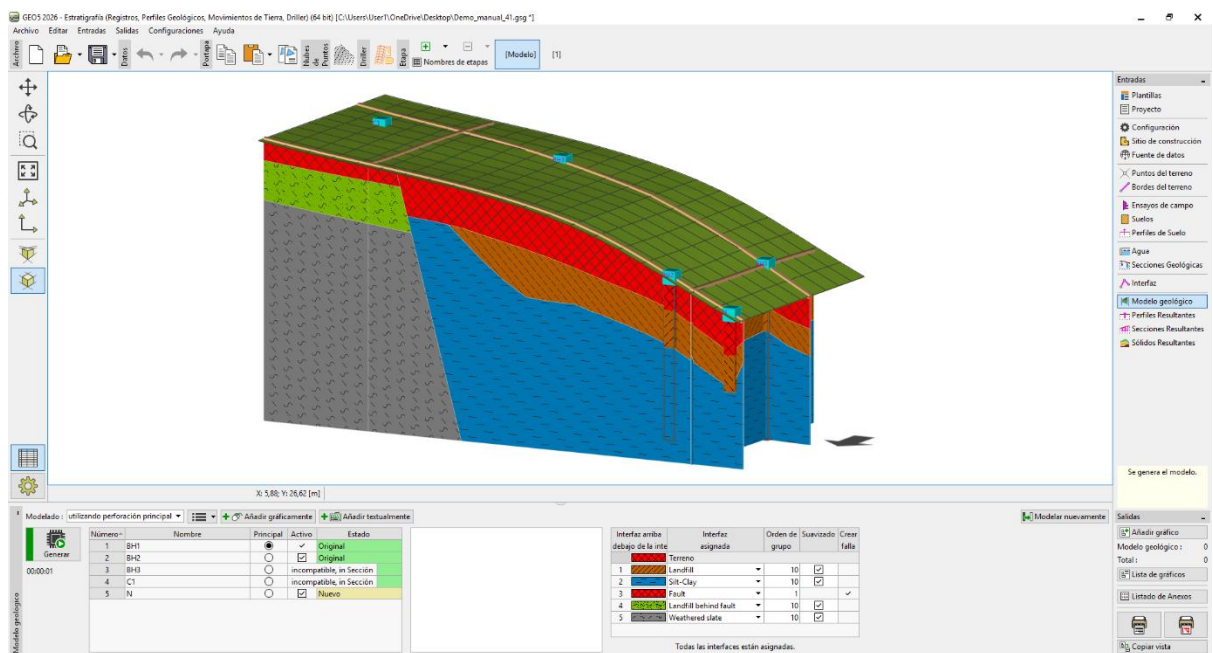 GEO5 2026 - Estratigrafía (Registros, Perfiles Geológicos, Movimientos de Tierra, Driller) (64 bit) [C:\Users\User1\OneDrive\Desktop\Demo_manual_41.gsg *]
Archivo Editar Entradas Salidas Configuraciones Ayuda
Archivo
Datos
Portapa
Nubes de Puntos
Driller
Etapa
Nombres de etapas
[Modelo]
[1]
Entradas
Plantillas
Proyecto
Configuración
Sitio de construcción
Fuente de datos
Puntos del terreno
Bordes del terreno
Ensayos de campo
Suelos
Perfiles de Suelo
Agua
Secciones Geológicas
Interfaz
Modelo geológico
Perfiles Resultantes
Secciones Resultantes
Sólidos Resultantes
Se genera el modelo.
X: 5,88; Y: 26,62 [m]
Modelado : utilizando perforación principal
Añadir gráficamente
Añadir textualmente
Modelar nuevamente
Generar
00:00:01
Número Nombre Principal Activo Estado
1 BH1 Original
2 BH2 Original
3 BH3 incompatible, in Sección
4 C1 incompatible, in Sección
5 N Nuevo
Interfaz arriba Interfaz Orden de Suavizado Crear
debajo de la inte asignada grupo falla
Terreno
1 Landfill 10
2 Silt-Clay 10
3 Fault 1
4 Landfill behind fault 10
5 Weathered slate 10
Todas las interfaces están asignadas.
Modelo geológico
Salidas
Añadir gráfico
Modelo geológico : 0
Total : 0
Lista de gráficos
Listado de Anexos
Copiar vista